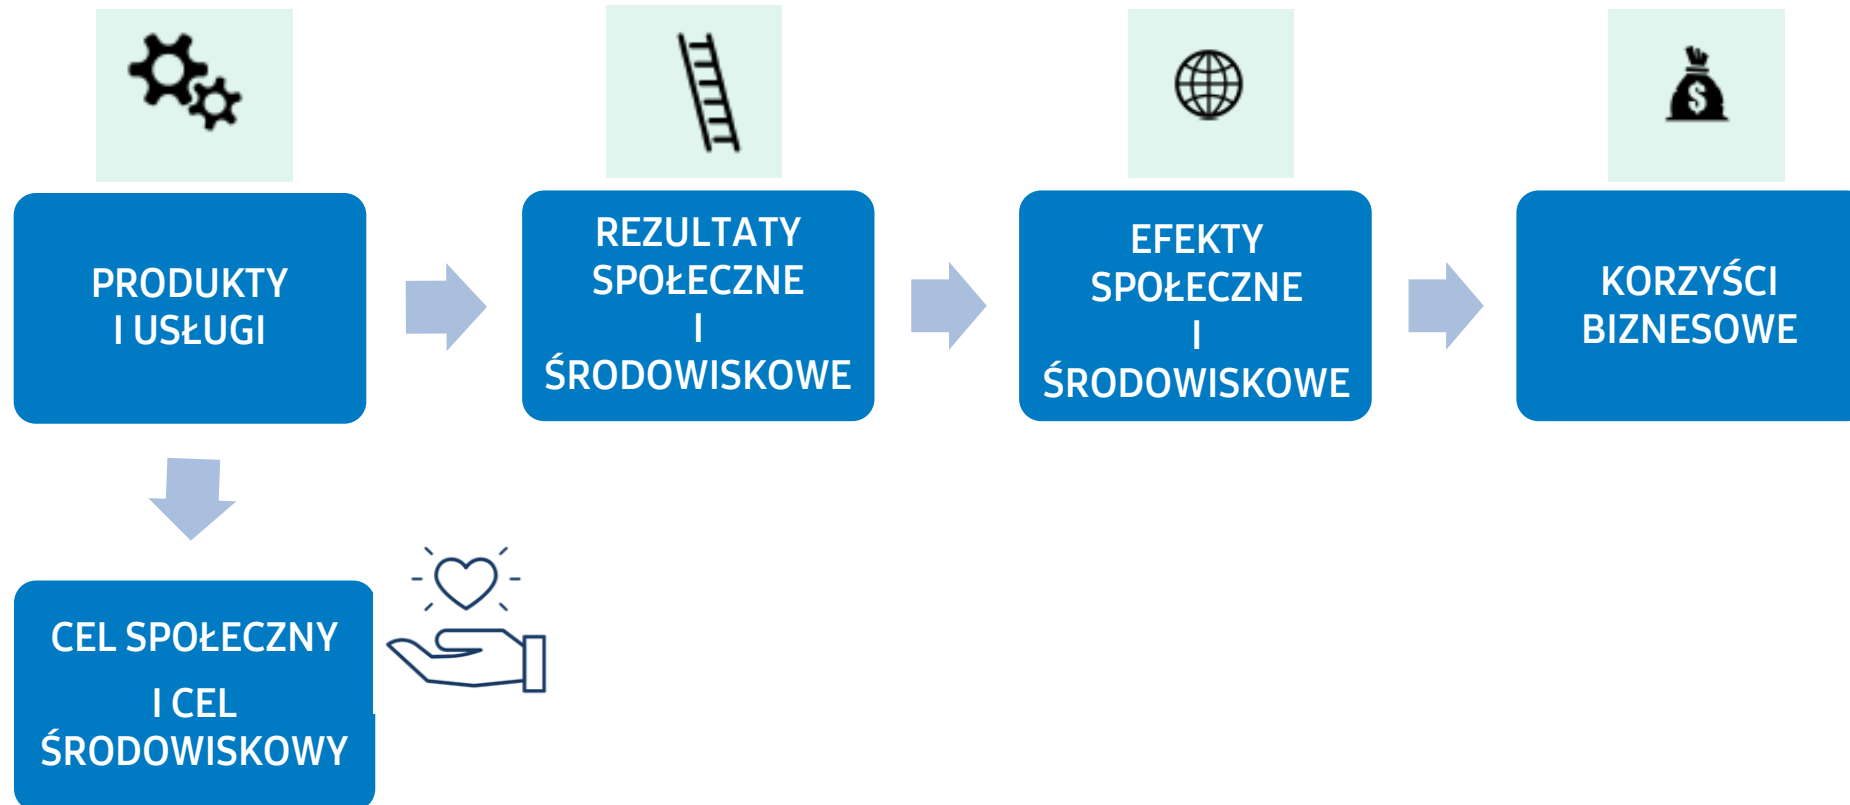 PRODUKTY
I USŁUGI
REZULTATY
SPOŁECZNE
I
ŚRODOWISKOWE
EFEKTY
SPOŁECZNE
I
ŚRODOWISKOWE
KORZYŚCI
BIZNESOWE
CEL SPOŁECZNY
I CEL
ŚRODOWISKOWY
$